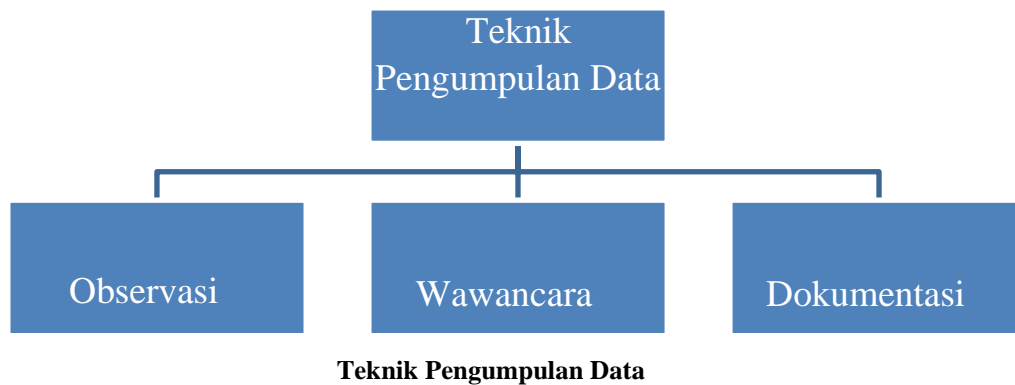 Teknik
Pengumpulan Data
Observasi
Wawancara
Dokumentasi
Teknik Pengumpulan Data